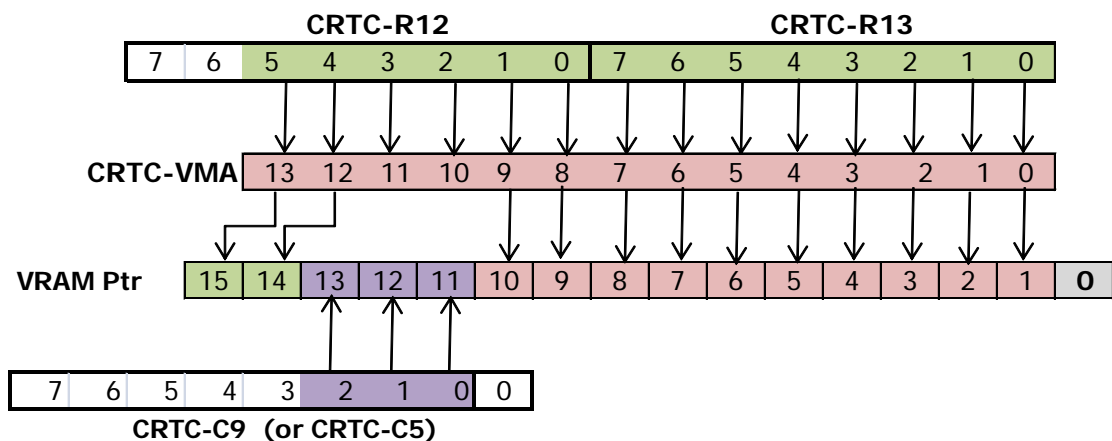 CRTC-R12 CRTC-R13
7 6 5 4 3 2 1 0 7 6 5 4 3 2 1 0
CRTC-VMA 13 12 11 10 9 8 7 6 5 4 3 2 1 0
VRAM Ptr 15 14 13 12 11 10 9 8 7 6 5 4 3 2 1 0
7 6 5 4 3 2 1 0 0
CRTC-C9 (or CRTC-C5)